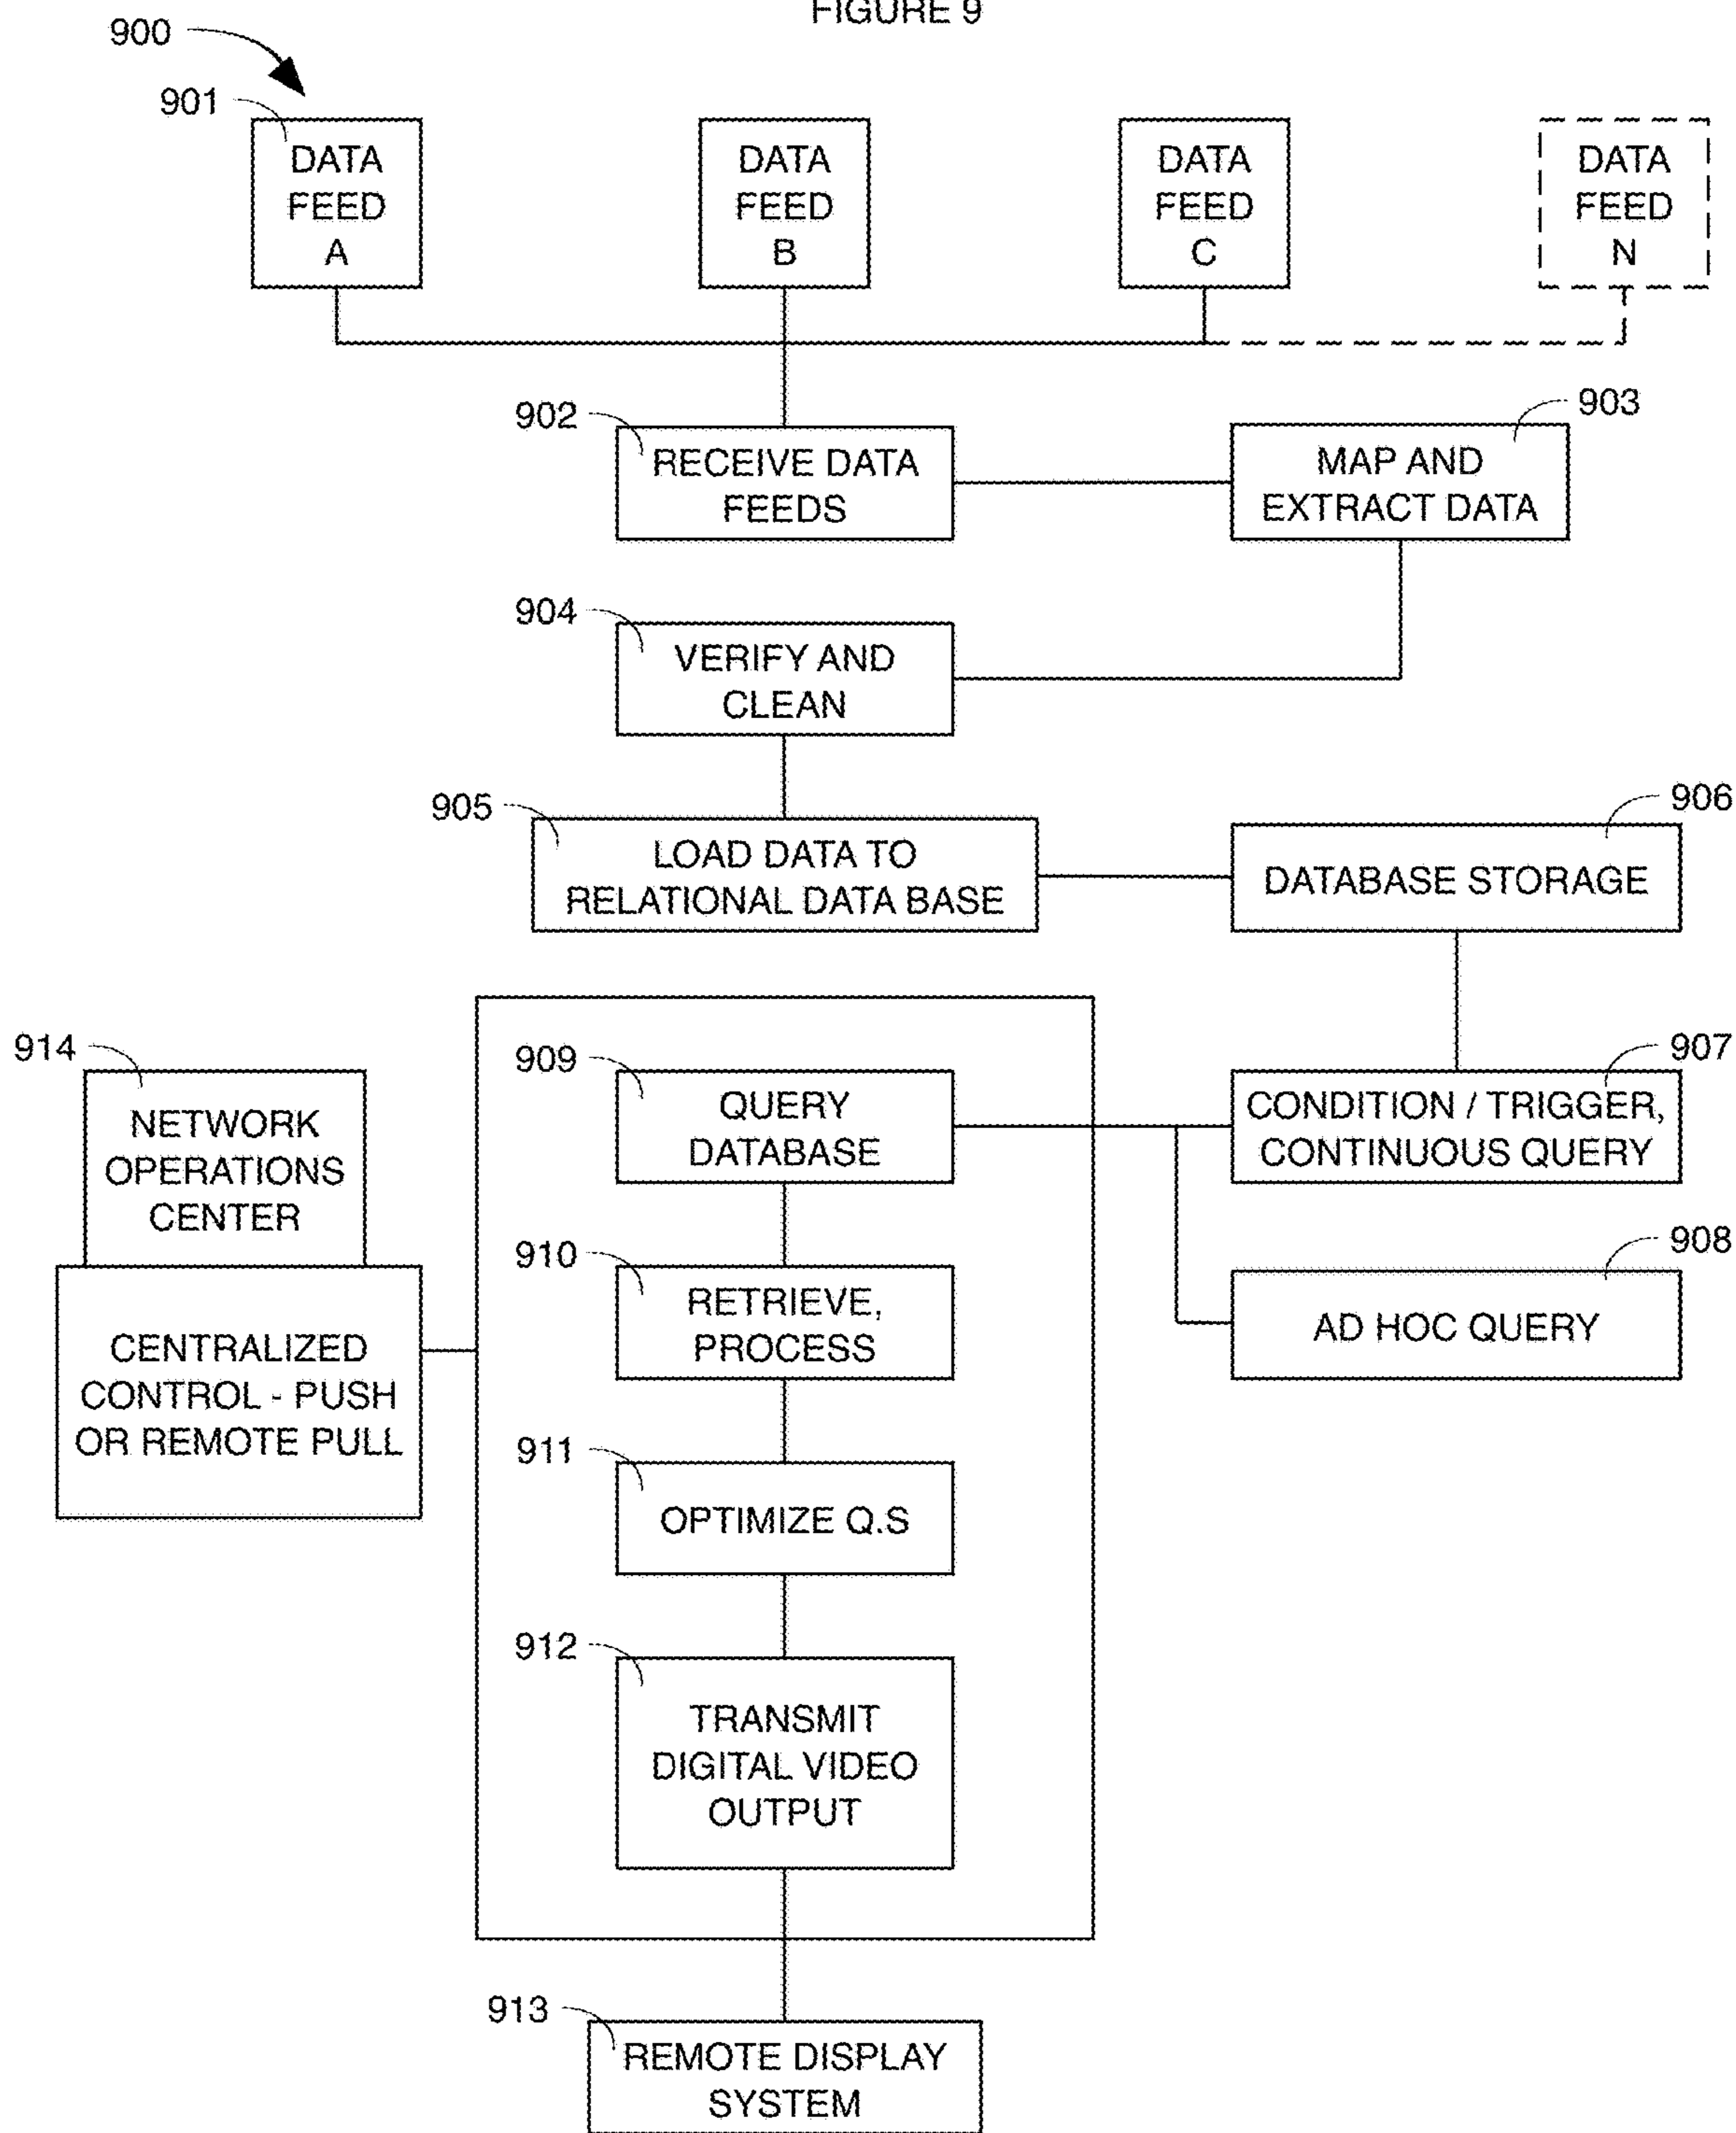 FIGURE 9
900
901
DATA
FEED
A
DATA
FEED
B
DATA
FEED
C
DATA
FEED
N
902
RECEIVE DATA
FEEDS
903
MAP AND
EXTRACT DATA
904
VERIFY AND
CLEAN
905
LOAD DATA TO
RELATIONAL DATA BASE
906
DATABASE STORAGE
914
NETWORK
OPERATIONS
CENTER
CENTRALIZED
CONTROL - PUSH
OR REMOTE PULL
909
QUERY
DATABASE
907
CONDITION / TRIGGER,
CONTINUOUS QUERY
908
AD HOC QUERY
910
RETRIEVE,
PROCESS
911
OPTIMIZE Q.S
912
TRANSMIT
DIGITAL VIDEO
OUTPUT
913
REMOTE DISPLAY
SYSTEM